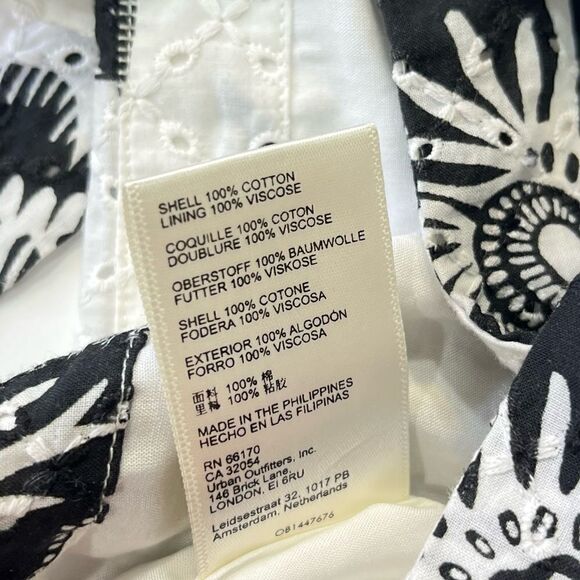 SHELL 100% COTTON
LINING 100% VISCOSE
COQUILLE 100% COTON
DOUBLURE 100% VISCOSE
OBERSTOFF 100% BAUMWOLLE
FUTTER 100% VISKOSE
SHELL 100% COTONE
FODERA 100% VISCOSA
EXTERIOR 100% ALGODÓN
FORRO 100% VISCOSA
面料 100% 棉
里料 100% 粘胶
MADE IN THE PHILIPPINES
HECHO EN LAS FILIPINAS
RN 66170
CA 32054
Urban Outfitters, Inc.
146 Brick Lane,
LONDON, E1 6RU
Leidsestraat 32, 1017 PB
Amsterdam, Netherlands
OB1447676